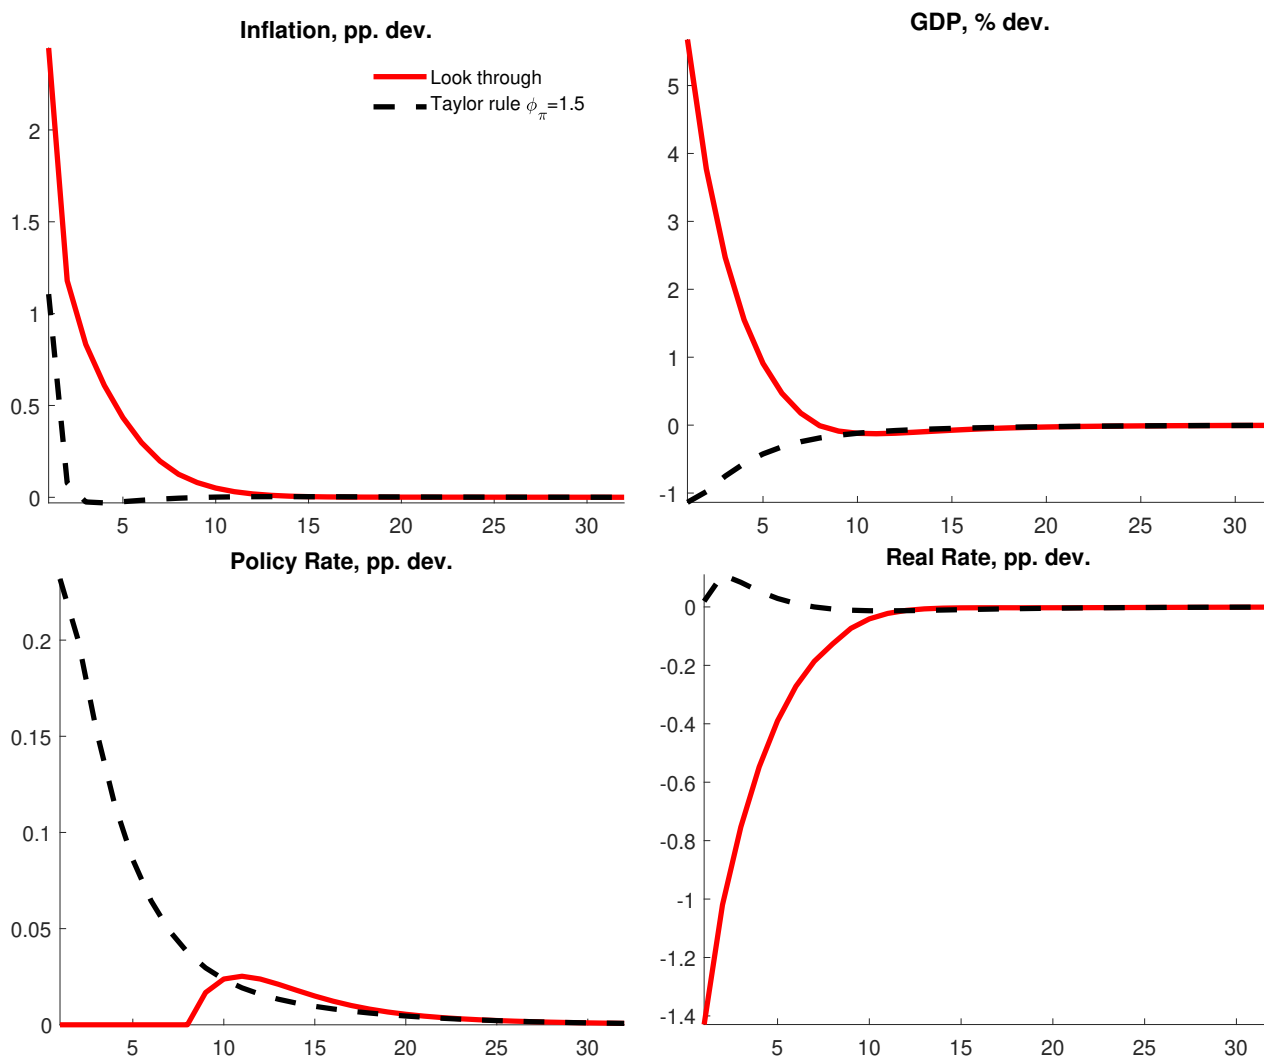 Inflation, pp. dev.
Look through
Taylor rule ϕπ=1.5
2
1.5
1
0.5
0
5 10 15 20 25 30
GDP, % dev.
5
4
3
2
1
0
-1
5 10 15 20 25 30
Policy Rate, pp. dev.
0.2
0.15
0.1
0.05
0
5 10 15 20 25 30
Real Rate, pp. dev.
0
-0.2
-0.4
-0.6
-0.8
-1
-1.2
-1.4
5 10 15 20 25 30